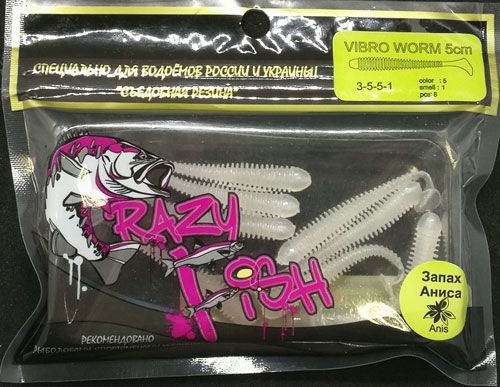 VIBRO WORM 5cm
3-5-5-1
color : 5
smell : 1
pcs: 8
СПЕЦИАЛЬНО ДЛЯ ВОДОЁМОВ РОССИИ И УКРАИНЫ!
"СЪЕДОБНАЯ РЕЗИНА"
CRAZY
FISH
Запах
Аниса
Anis
РЕКОМЕНДОВАНО